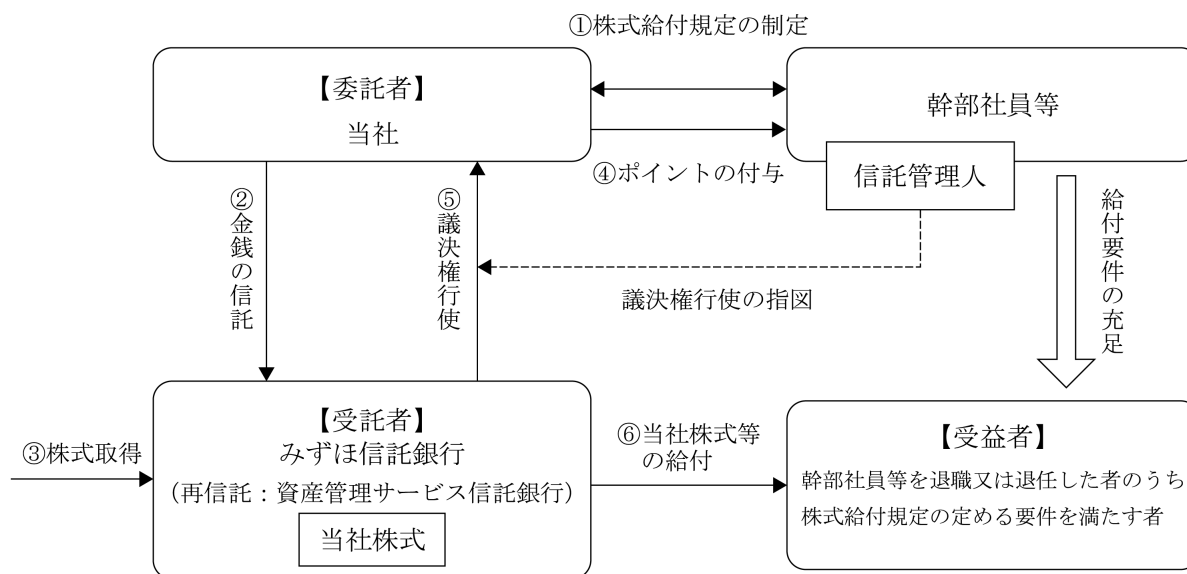 ①株式給付規定の制定
【委託者】
当社
幹部社員等
④ポイントの付与
信託管理人
②金銭の信託
⑤議決権行使
給付要件の充足
議決権行使の指図
③株式取得
【受託者】
みずほ信託銀行
（再信託：資産管理サービス信託銀行）
当社株式
⑥当社株式等
の給付
【受益者】
幹部社員等を退職又は退任した者のうち
株式給付規定の定める要件を満たす者